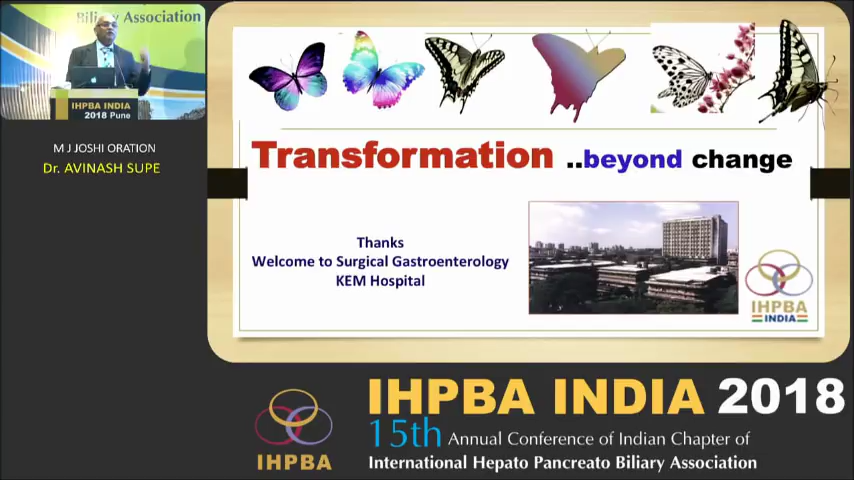 Biliary Association
IHPBA INDIA
2018 Pune
M J JOSHI ORATION
Dr. AVINASH SUPE
Transformation ..beyond change
Thanks
Welcome to Surgical Gastroenterology
KEM Hospital
IHPBA
INDIA
IHPBA
IHPBA INDIA 2018
15th Annual Conference of Indian Chapter of
International Hepato Pancreato Biliary Association